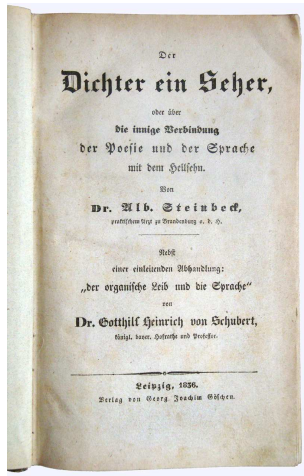 Der
Dichter ein Seher,
oder über
die innige Verbindung
der Poesie und der Sprache
mit dem Hellsehn.
Von
Dr. Alb. Steinbeck,
praktischem Arzt zu Brandenburg a. d. H.
Nebst
einer einleitenden Abhandlung:
„der organische Leib und die Sprache“
von
Dr. Gotthilf Heinrich von Schubert,
königl. bayer. Hofrathe und Professor.
Leipzig, 1836.
Verlag von Georg Joachim Göschen.